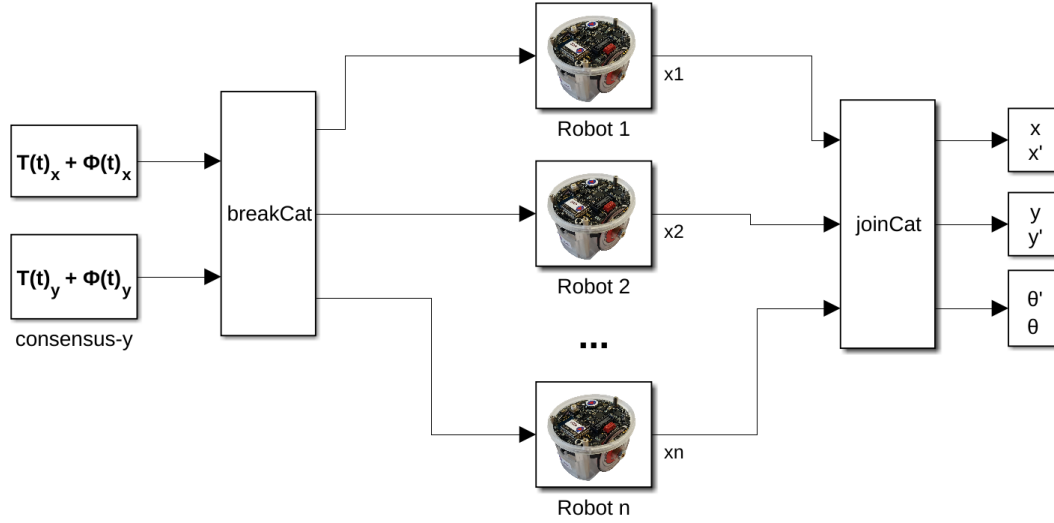 T(t)x + Φ(t)x
T(t)y + Φ(t)y
consensus-y
breakCat
Robot 1
x1
Robot 2
x2
...
Robot n
xn
joinCat
x
x'
y
y'
θ'
θ